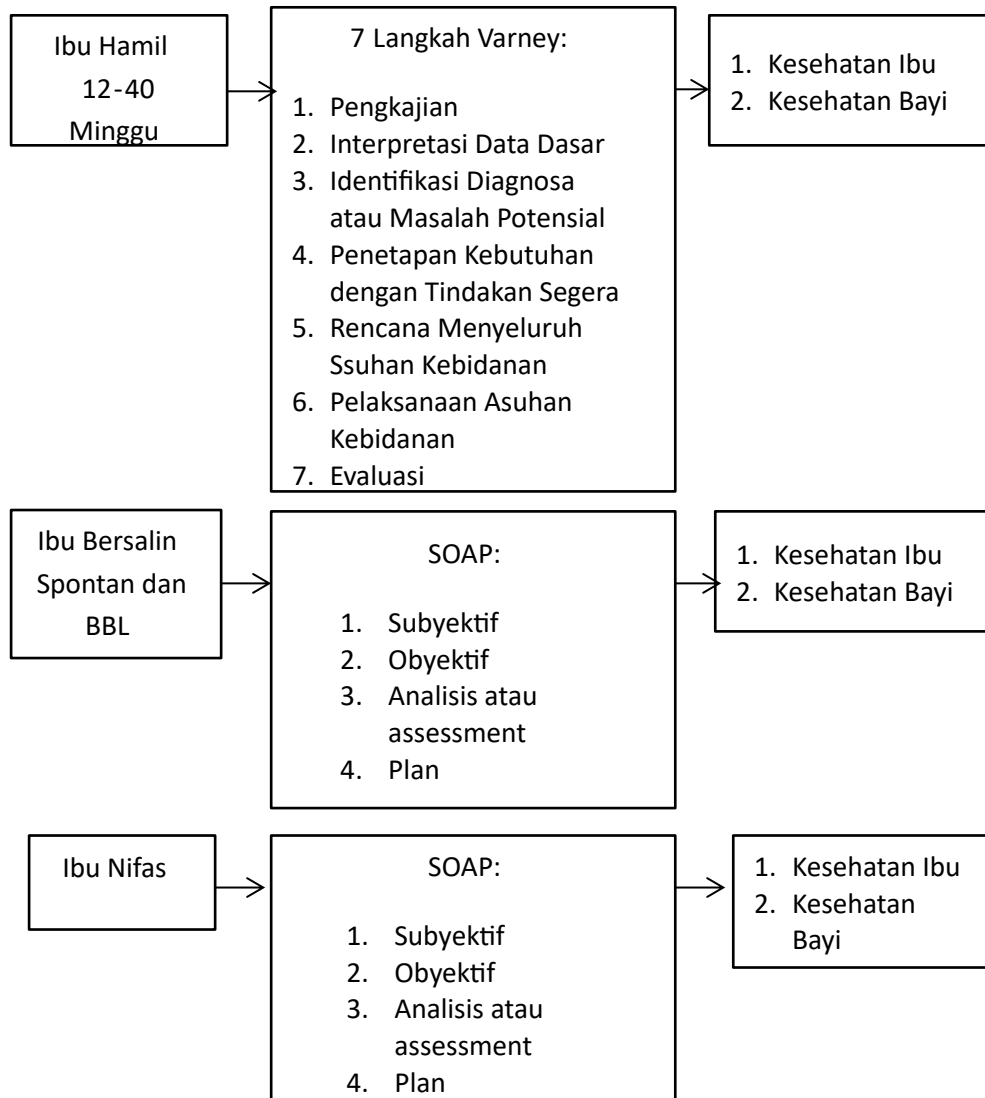 Ibu Hamil
12-40
Minggu
7 Langkah Varney:
1. Pengkajian
2. Interpretasi Data Dasar
3. Identifikasi Diagnosa
atau Masalah Potensial
4. Penetapan Kebutuhan
dengan Tindakan Segera
5. Rencana Menyeluruh
Ssuhan Kebidanan
6. Pelaksanaan Asuhan
Kebidanan
7. Evaluasi
1. Kesehatan Ibu
2. Kesehatan Bayi
Ibu Bersalin
Spontan dan
BBL
SOAP:
1. Subyektif
2. Obyektif
3. Analisis atau
assessment
4. Plan
1. Kesehatan Ibu
2. Kesehatan Bayi
Ibu Nifas
SOAP:
1. Subyektif
2. Obyektif
3. Analisis atau
assessment
4. Plan
1. Kesehatan Ibu
2. Kesehatan
Bayi